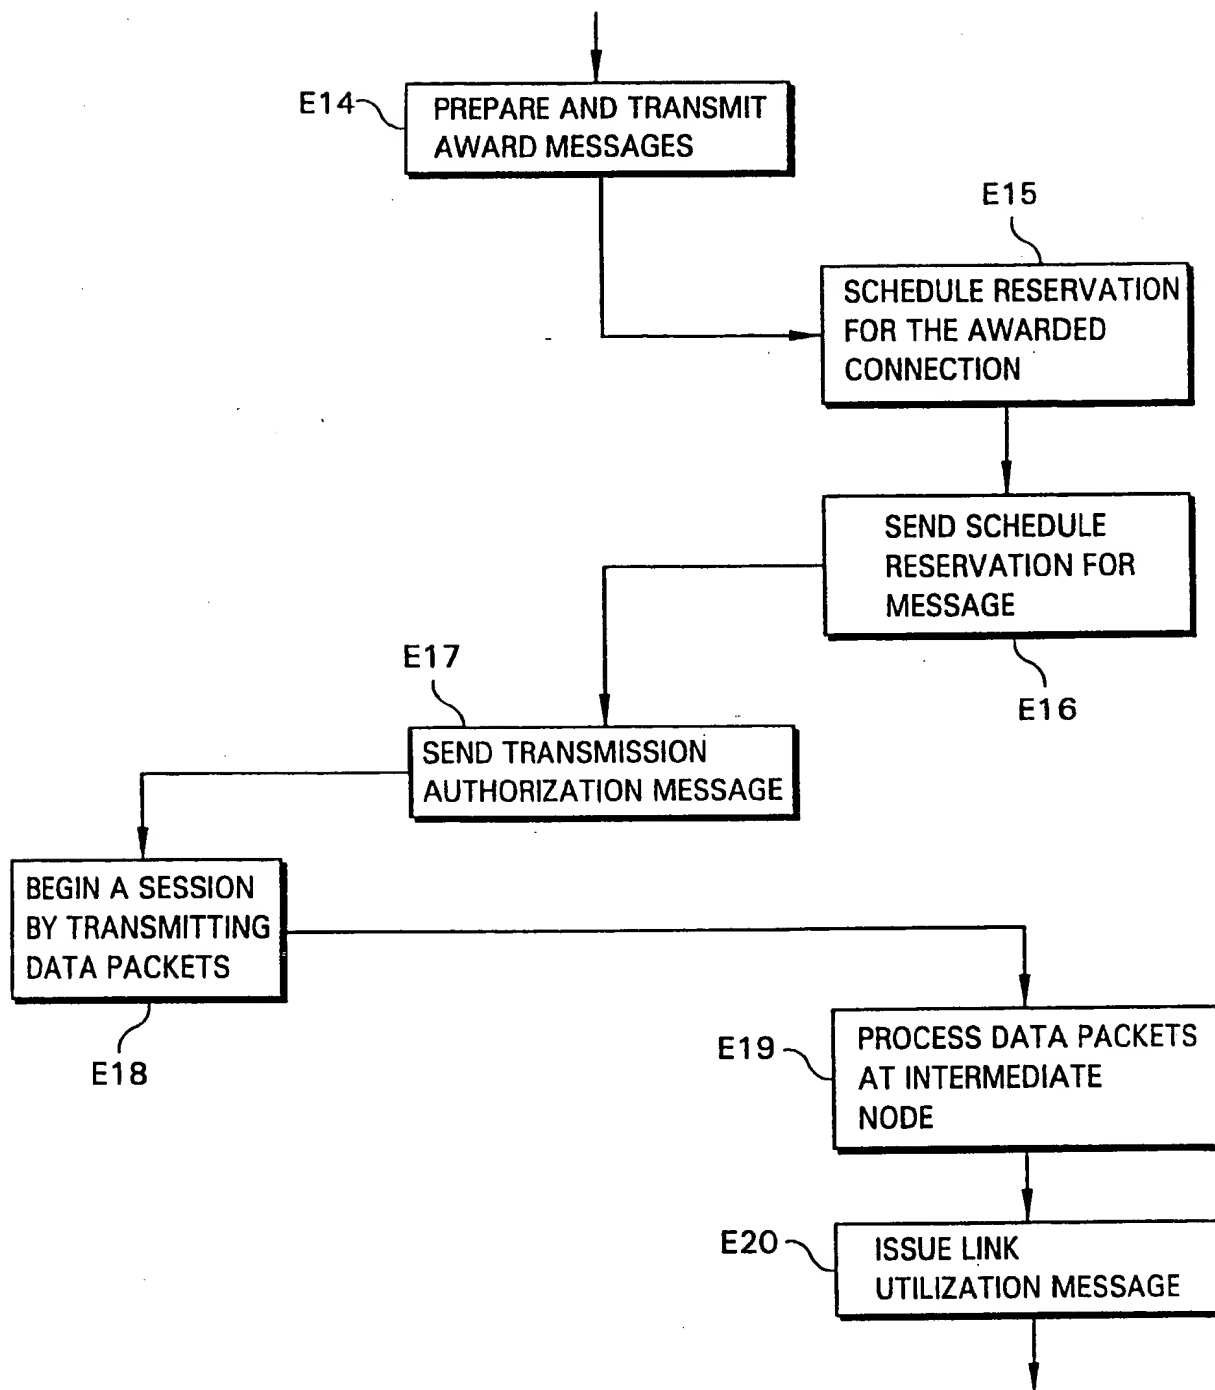 E14
PREPARE AND TRANSMIT
AWARD MESSAGES
E15
SCHEDULE RESERVATION
FOR THE AWARDED
CONNECTION
SEND SCHEDULE
RESERVATION FOR
MESSAGE
E16
E17
SEND TRANSMISSION
AUTHORIZATION MESSAGE
BEGIN A SESSION
BY TRANSMITTING
DATA PACKETS
E18
E19
PROCESS DATA PACKETS
AT INTERMEDIATE
NODE
E20
ISSUE LINK
UTILIZATION MESSAGE